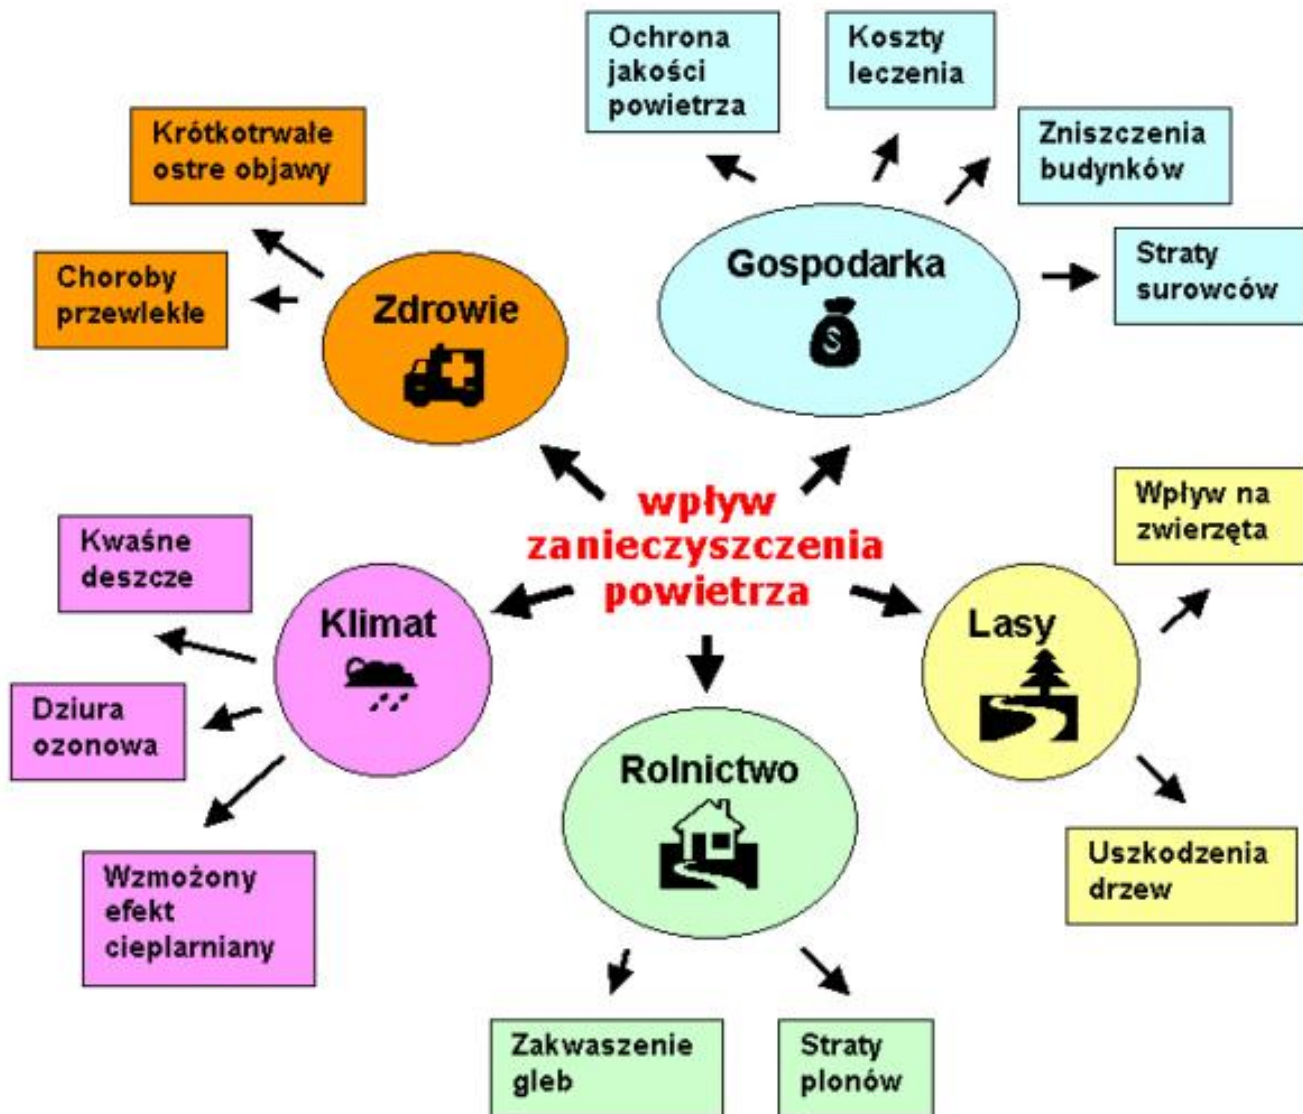 Ochrona
jakości
powietrza
Koszty
leczenia
Zniszczenia
budynków
Straty
surowców
Gospodarka
$
Krótkotrwałe
ostre objawy
Choroby
przewlekłe
Zdrowie
wpływ
zanieczyszczenia
powietrza
Wpływ na
zwierzęta
Lasy
Uszkodzenia
drzew
Kwaśne
deszcze
Klimat
Dziura
ozonowa
Wzmożony
efekt
cieplarniany
Rolnictwo
Zakwaszenie
gleb
Straty
plonów